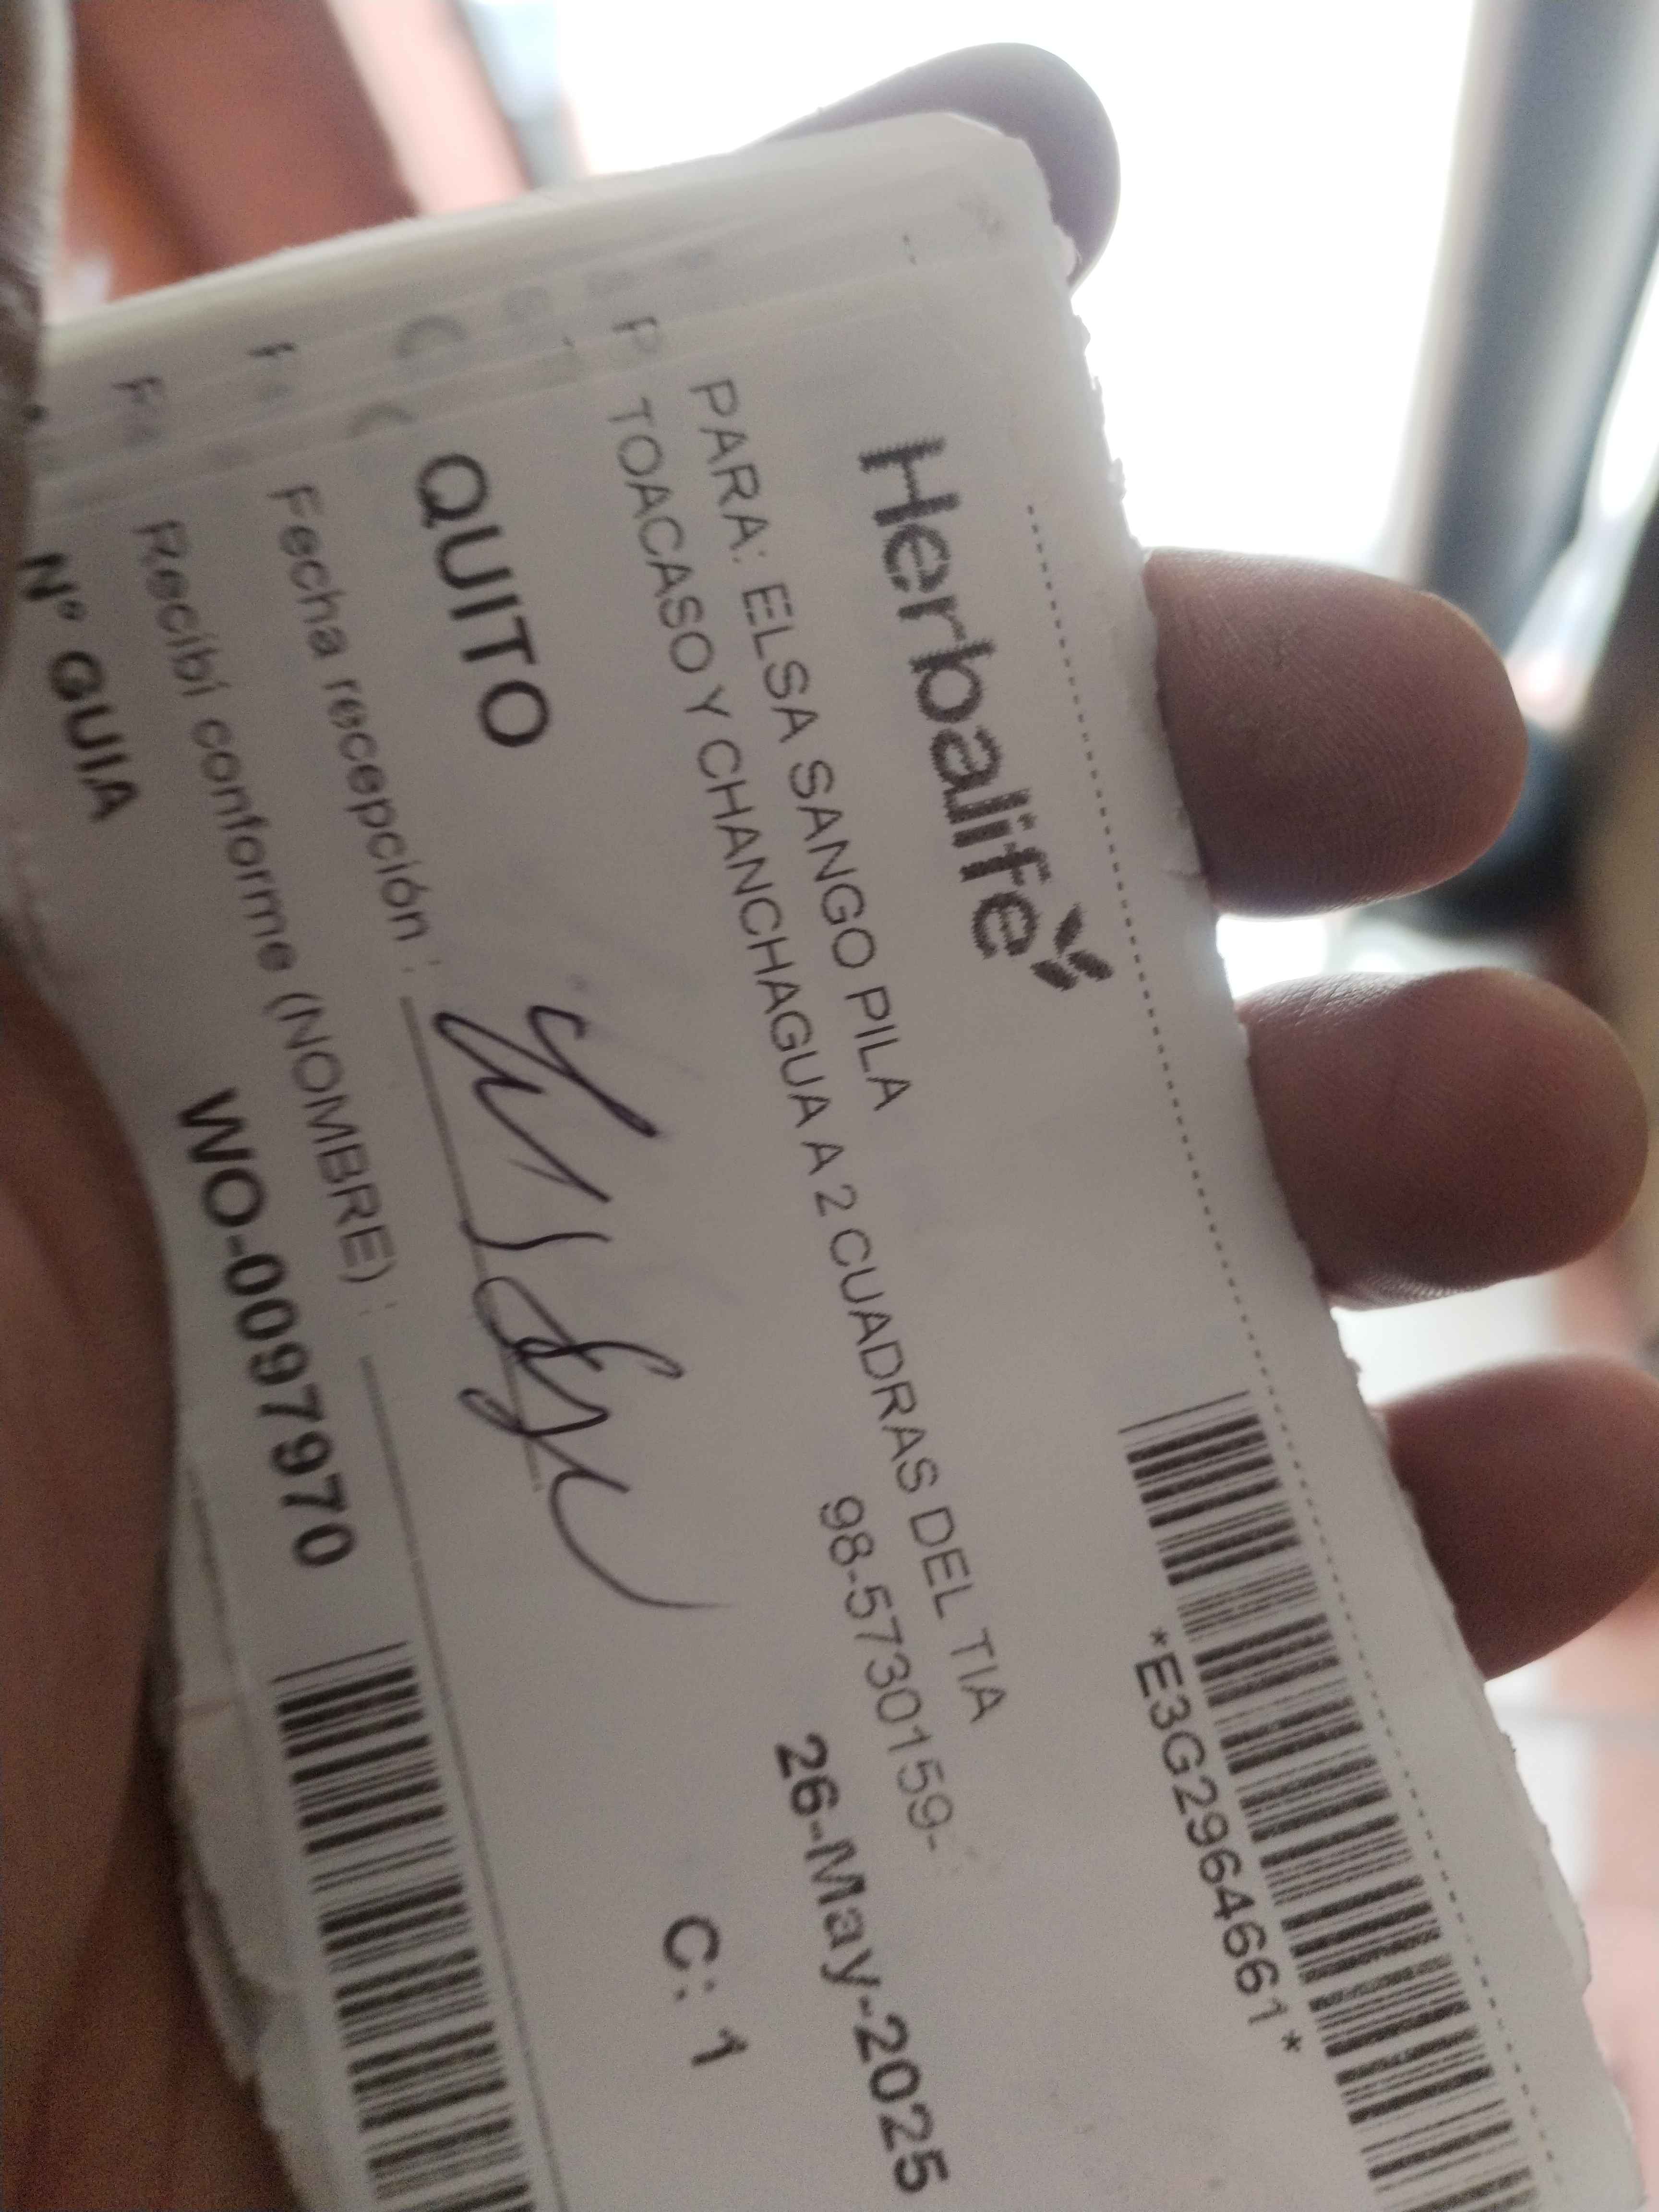 Herbalife
*E3G2964661*
PARA: ELSA SANGO PILA
TOACASO Y CHANCHAGUA A 2 CUADRAS DEL TIA
98-5730159-
QUITO
26-May-2025
Fecha recepción :
C: 1
Recibí conforme (NOMBRE) :
Nº GUIA
WO-00979970